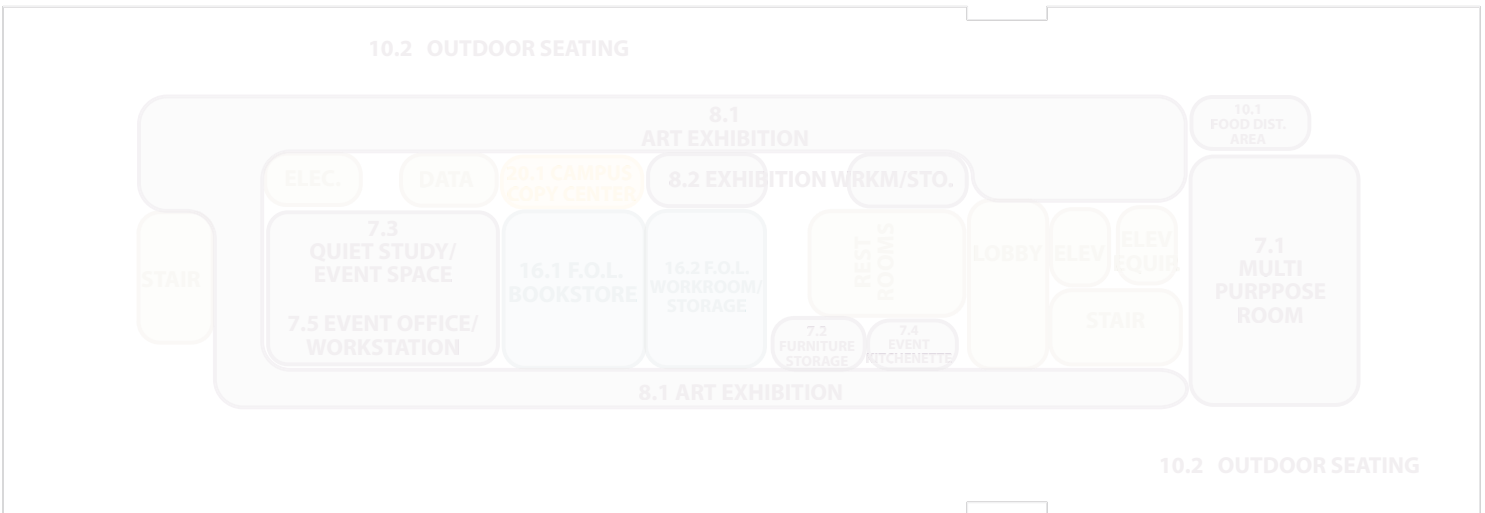 10.2 OUTDOOR SEATING
8.1
ART EXHIBITION
10.1
FOOD DIST.
AREA
ELEC.
DATA
20.1 CAMPUS
COPY CENTER
8.2 EXHIBITION WRKM/STO.
STAIR
7.3
QUIET STUDY/
EVENT SPACE
7.5 EVENT OFFICE/
WORKSTATION
16.1 F.O.L.
BOOKSTORE
16.2 F.O.L.
WORKROOM/
STORAGE
REST
ROOMS
7.2
FURNITURE
STORAGE
7.4
EVENT
KITCHENETTE
LOBBY
ELEV
ELEV
EQUIP.
STAIR
7.1
MULTI
PURPPOSE
ROOM
8.1 ART EXHIBITION
10.2 OUTDOOR SEATING